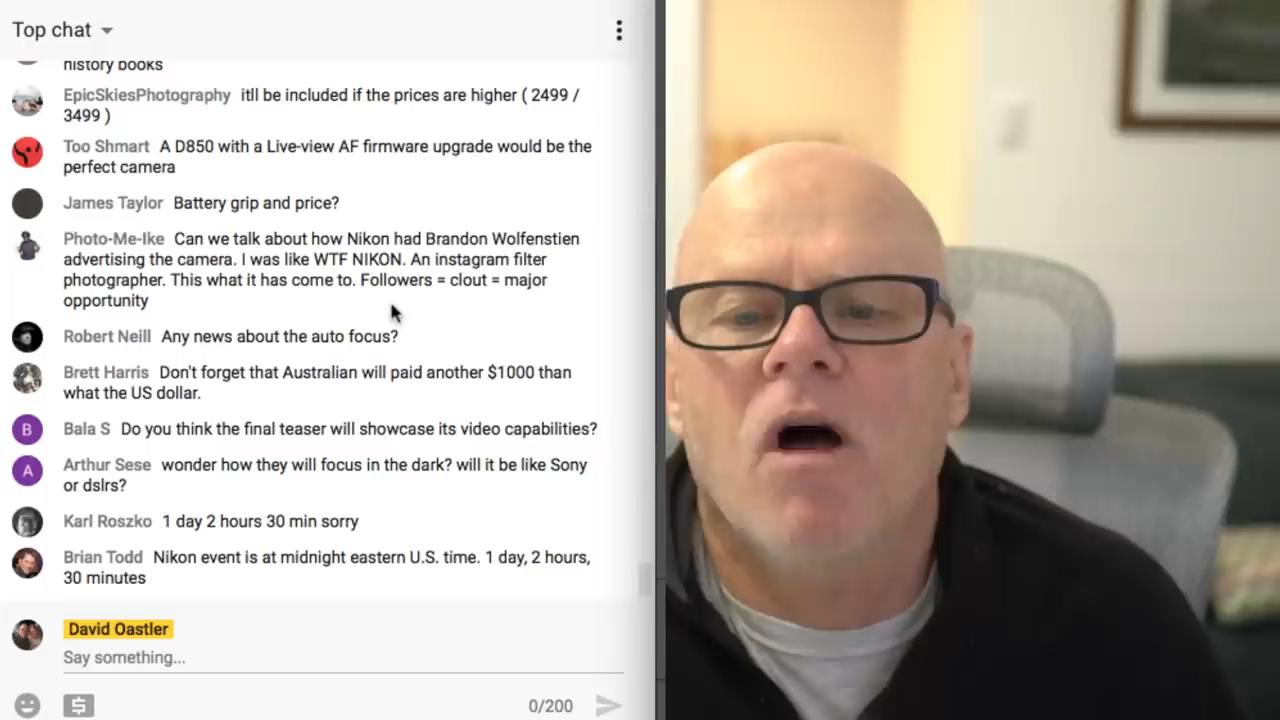 Top chat
history books
EpicSkiesPhotography itll be included if the prices are higher ( 2499 /
3499 )
Too Shmart A D850 with a Live-view AF firmware upgrade would be the
perfect camera
James Taylor Battery grip and price?
Photo-Me-Ike Can we talk about how Nikon had Brandon Wolfenstien
advertising the camera. I was like WTF NIKON. An instagram filter
photographer. This what it has come to. Followers = clout = major
opportunity
Robert Neill Any news about the auto focus?
Brett Harris Don't forget that Australian will paid another $1000 than
what the US dollar.
B
Bala S Do you think the final teaser will showcase its video capabilities?
A
Arthur Sese wonder how they will focus in the dark? will it be like Sony
or dslrs?
Karl Roszko 1 day 2 hours 30 min sorry
Brian Todd Nikon event is at midnight eastern U.S. time. 1 day, 2 hours,
30 minutes
David Oastler
Say something...
$
0/200